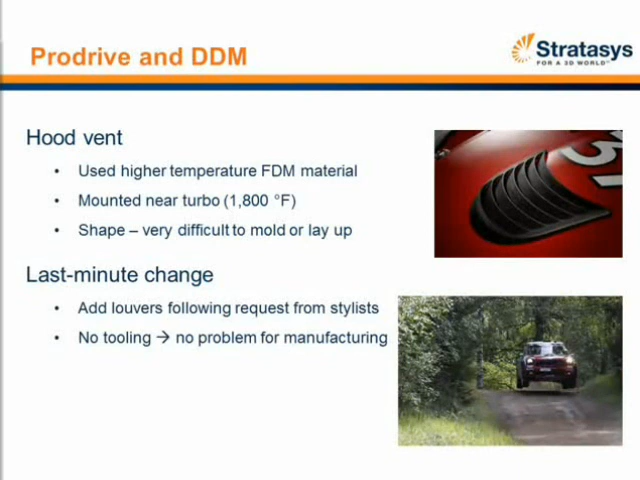 Prodrive and DDM
Stratasys
FOR A 3D WORLD™
Hood vent
• Used higher temperature FDM material
• Mounted near turbo (1,800 °F)
• Shape – very difficult to mold or lay up
Last-minute change
• Add louvers following request from stylists
• No tooling → no problem for manufacturing